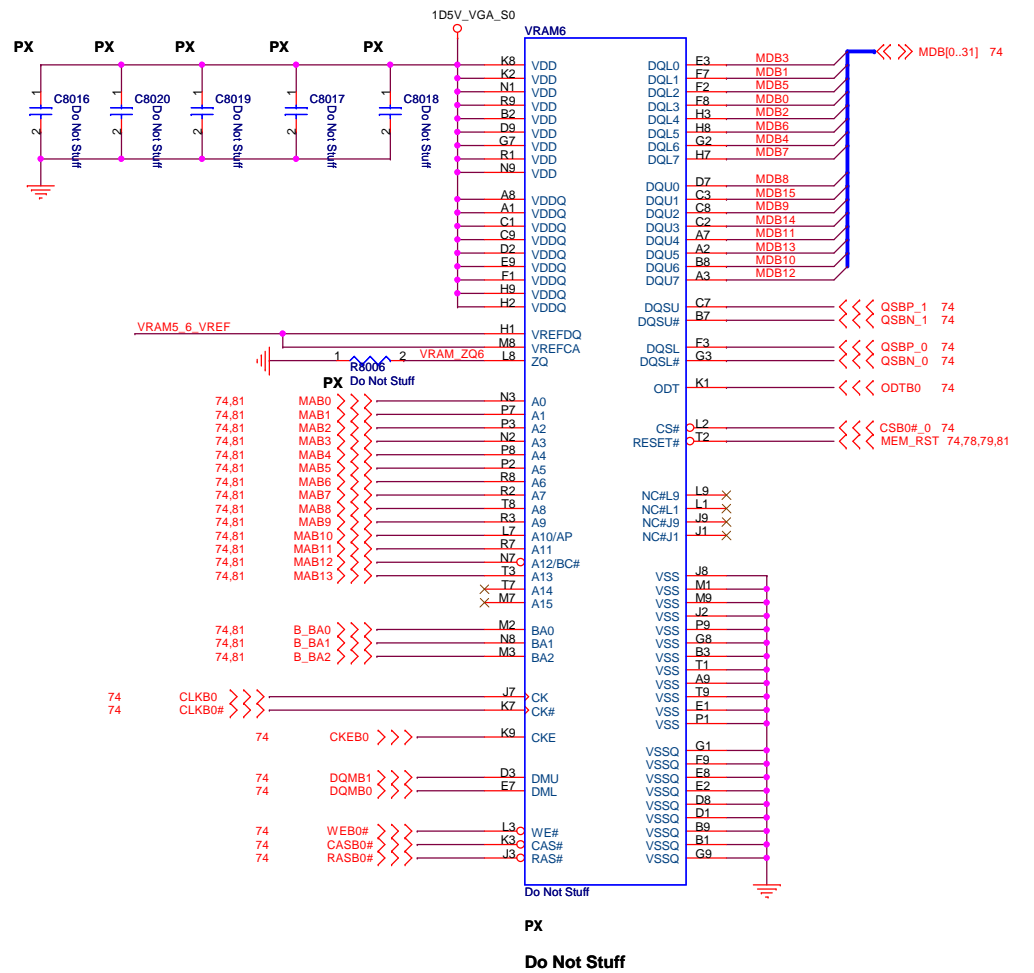 1D5V_VGA_S0
PX PX PX PX PX
1 C8016 2 Do Not Stuff
1 C8020 2 Do Not Stuff
1 C8019 2 Do Not Stuff
1 C8017 2 Do Not Stuff
1 C8018 2 Do Not Stuff
VRAM6
K8 VDD
K2 VDD
N1 VDD
R9 VDD
B2 VDD
D9 VDD
G7 VDD
R1 VDD
N9 VDD
A8 VDDQ
A1 VDDQ
C1 VDDQ
C9 VDDQ
D2 VDDQ
E9 VDDQ
F1 VDDQ
H9 VDDQ
H2 VDDQ
VRAM5_6_VREF H1 VREFDQ
M8 VREFCA
1 R8006 2 VRAM_ZQ6 L8 ZQ
PX Do Not Stuff
74,81 MAB0 N3 A0
74,81 MAB1 P7 A1
74,81 MAB2 P3 A2
74,81 MAB3 N2 A3
74,81 MAB4 P8 A4
74,81 MAB5 P2 A5
74,81 MAB6 R8 A6
74,81 MAB7 R2 A7
74,81 MAB8 T8 A8
74,81 MAB9 R3 A9
74,81 MAB10 L7 A10/AP
74,81 MAB11 R7 A11
74,81 MAB12 N7 A12/BC#
74,81 MAB13 T3 A13
T7 A14
M7 A15
74,81 B_BA0 M2 BA0
74,81 B_BA1 N8 BA1
74,81 B_BA2 M3 BA2
74 CLKB0 J7 CK
74 CLKB0# K7 CK#
74 CKEB0 K9 CKE
74 DQMB1 D3 DMU
74 DQMB0 E7 DML
74 WEB0# L3 WE#
74 CASB0# K3 CAS#
74 RASB0# J3 RAS#
DQL0 E3 MDB3
MDB[0..31] 74
DQL1 F7 MDB1
DQL2 F2 MDB5
DQL3 F8 MDB0
DQL4 H3 MDB2
DQL5 H8 MDB6
DQL6 G2 MDB4
DQL7 H7 MDB7
DQU0 D7 MDB8
DQU1 C3 MDB15
DQU2 C8 MDB9
DQU3 C2 MDB14
DQU4 A7 MDB11
DQU5 A2 MDB13
DQU6 B8 MDB10
DQU7 A3 MDB12
DQSU C7 QSBP_1 74
DQSU# B7 QSBN_1 74
DQSL F3 QSBP_0 74
DQSL# G3 QSBN_0 74
ODT K1 ODTB0 74
CS# L2 CSB0#_0 74
RESET# T2 MEM_RST 74,78,79,81
NC#L9 L9
NC#L1 L1
NC#J9 J9
NC#J1 J1
VSS J8
VSS M1
VSS M9
VSS J2
VSS P9
VSS G8
VSS B3
VSS T1
VSS A9
VSS T9
VSS E1
VSS P1
VSSQ G1
VSSQ F9
VSSQ E8
VSSQ E2
VSSQ D8
VSSQ D1
VSSQ B9
VSSQ B1
VSSQ G9
Do Not Stuff
PX
Do Not Stuff